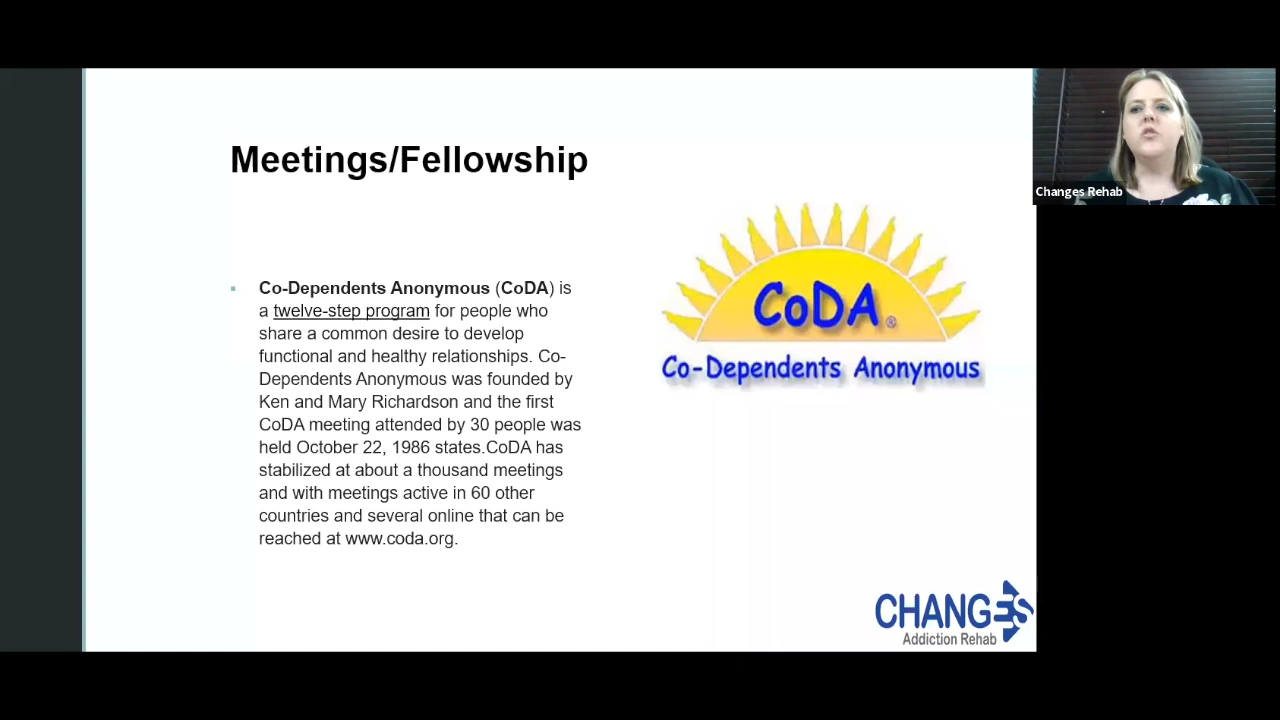 Meetings/Fellowship
Changes Rehab
CoDA®
Co-Dependents Anonymous
▪ Co-Dependents Anonymous (CoDA) is
a twelve-step program for people who
share a common desire to develop
functional and healthy relationships. Co-
Dependents Anonymous was founded by
Ken and Mary Richardson and the first
CoDA meeting attended by 30 people was
held October 22, 1986 states.CoDA has
stabilized at about a thousand meetings
and with meetings active in 60 other
countries and several online that can be
reached at www.coda.org.
CHANGES
Addiction Rehab